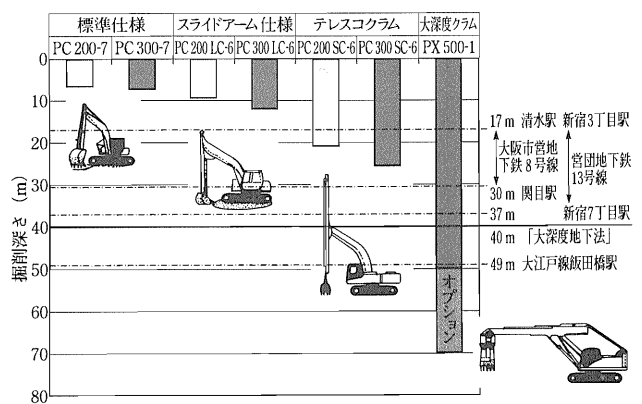 標準仕様 スライドアーム仕様 テレスコクラム 大深度クラム
PC 200-7 PC 300-7 PC 200 LC-6 PC 300 LC-6 PC 200 SC-6 PC 300 SC-6 PX 500-1
掘削深さ (m)
0
10
20
30
40
50
60
70
80
17 m 清水駅 新宿3丁目駅
大阪市営地
下鉄8号線
営団地下鉄
13号線
30 m 関目駅
37 m 新宿7丁目駅
40 m 「大深度地下法」
49 m 大江戸線飯田橋駅
オプション